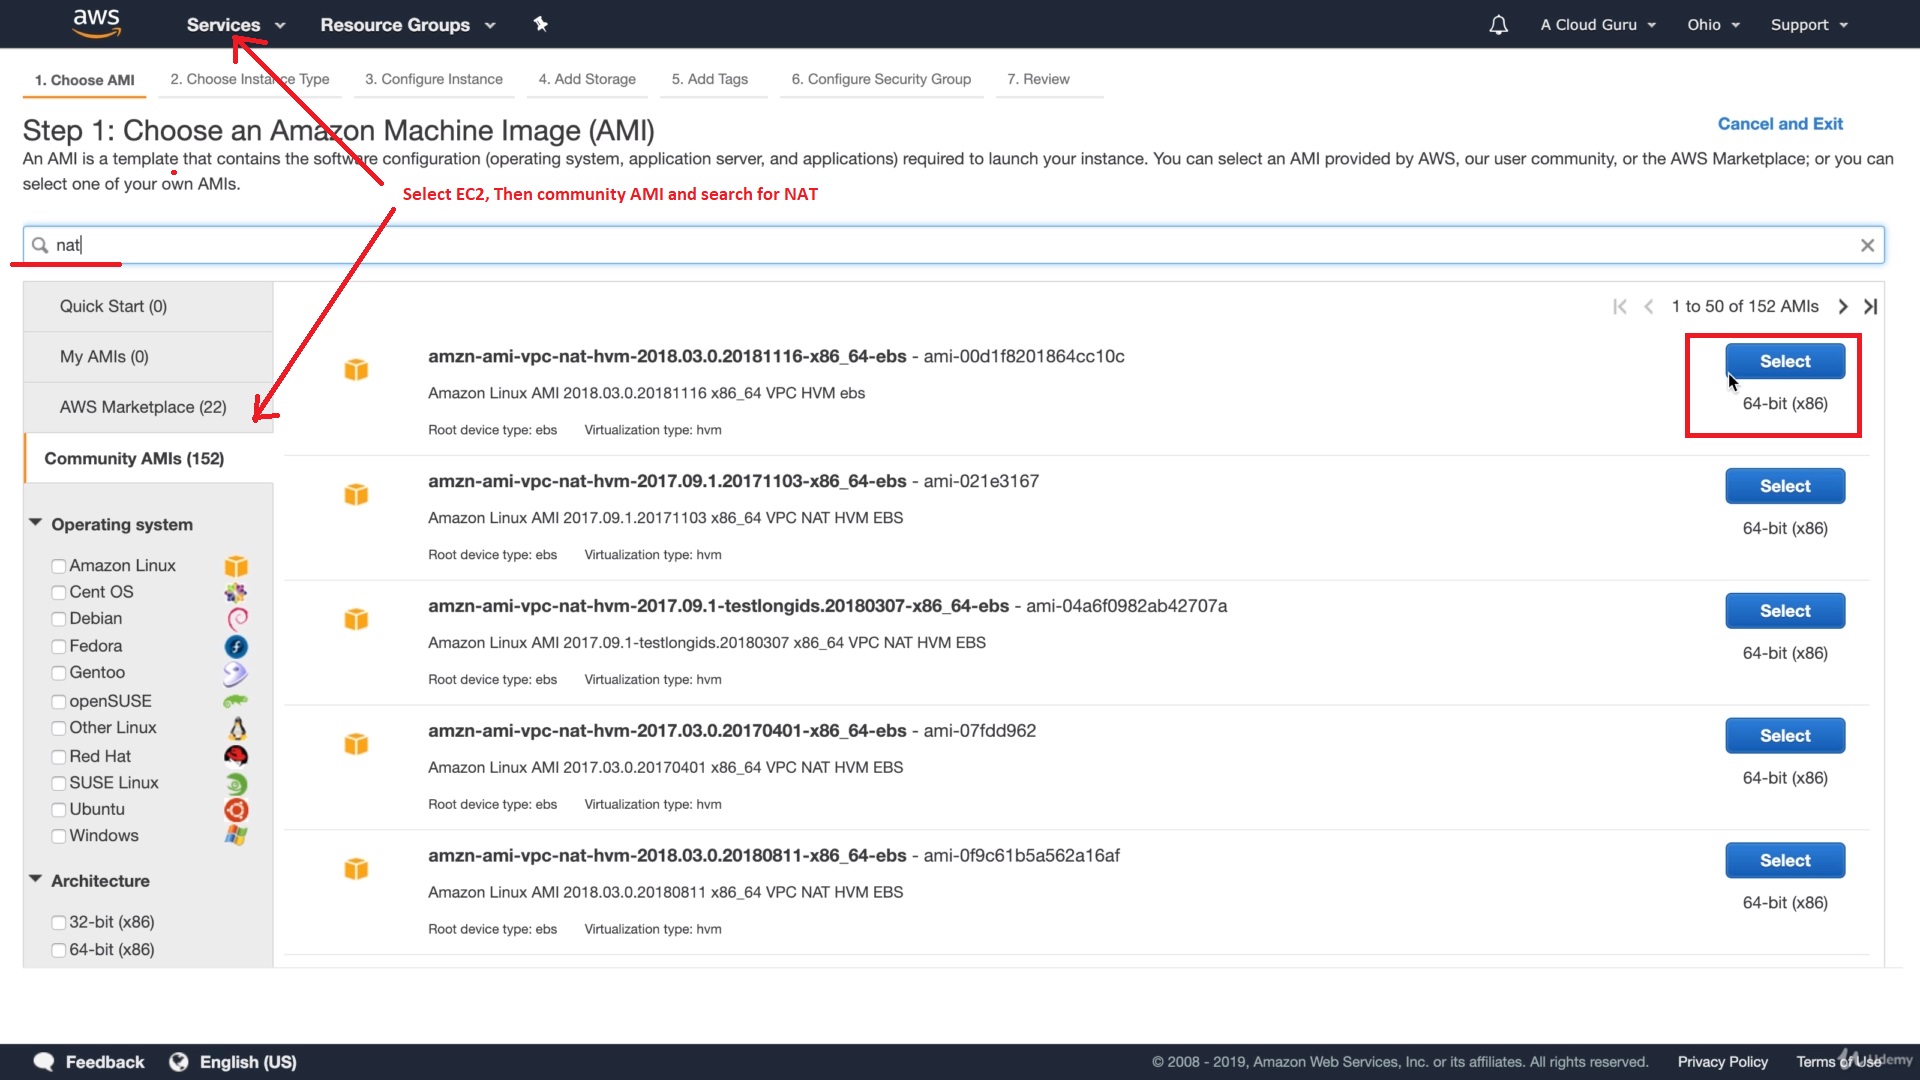 aws Services Resource Groups A Cloud Guru Ohio Support
1. Choose AMI 2. Choose Instance Type 3. Configure Instance 4. Add Storage 5. Add Tags 6. Configure Security Group 7. Review
Step 1: Choose an Amazon Machine Image (AMI)
Cancel and Exit
An AMI is a template that contains the software configuration (operating system, application server, and applications) required to launch your instance. You can select an AMI provided by AWS, our user community, or the AWS Marketplace; or you can
select one of your own AMIs.
Select EC2, Then community AMI and search for NAT
nat
Quick Start (0)
My AMIs (0)
AWS Marketplace (22)
Community AMIs (152)
Operating system
Amazon Linux
Cent OS
Debian
Fedora
Gentoo
openSUSE
Other Linux
Red Hat
SUSE Linux
Ubuntu
Windows
Architecture
32-bit (x86)
64-bit (x86)
1 to 50 of 152 AMIs
amzn-ami-vpc-nat-hvm-2018.03.0.20181116-x86_64-ebs - ami-00d1f8201864cc10c
Select
Amazon Linux AMI 2018.03.0.20181116 x86_64 VPC HVM ebs
64-bit (x86)
Root device type: ebs Virtualization type: hvm
amzn-ami-vpc-nat-hvm-2017.09.1.20171103-x86_64-ebs - ami-021e3167
Select
Amazon Linux AMI 2017.09.1.20171103 x86_64 VPC NAT HVM EBS
64-bit (x86)
Root device type: ebs Virtualization type: hvm
amzn-ami-vpc-nat-hvm-2017.09.1-testlongids.20180307-x86_64-ebs - ami-04a6f0982ab42707a
Select
Amazon Linux AMI 2017.09.1-testlongids.20180307 x86_64 VPC NAT HVM EBS
64-bit (x86)
Root device type: ebs Virtualization type: hvm
amzn-ami-vpc-nat-hvm-2017.03.0.20170401-x86_64-ebs - ami-07fdd962
Select
Amazon Linux AMI 2017.03.0.20170401 x86_64 VPC NAT HVM EBS
64-bit (x86)
Root device type: ebs Virtualization type: hvm
amzn-ami-vpc-nat-hvm-2018.03.0.20180811-x86_64-ebs - ami-0f9c61b5a562a16af
Select
Amazon Linux AMI 2018.03.0.20180811 x86_64 VPC NAT HVM EBS
64-bit (x86)
Root device type: ebs Virtualization type: hvm
Feedback English (US) © 2008 - 2019, Amazon Web Services, Inc. or its affiliates. All rights reserved. Privacy Policy Terms of Use
Udemy